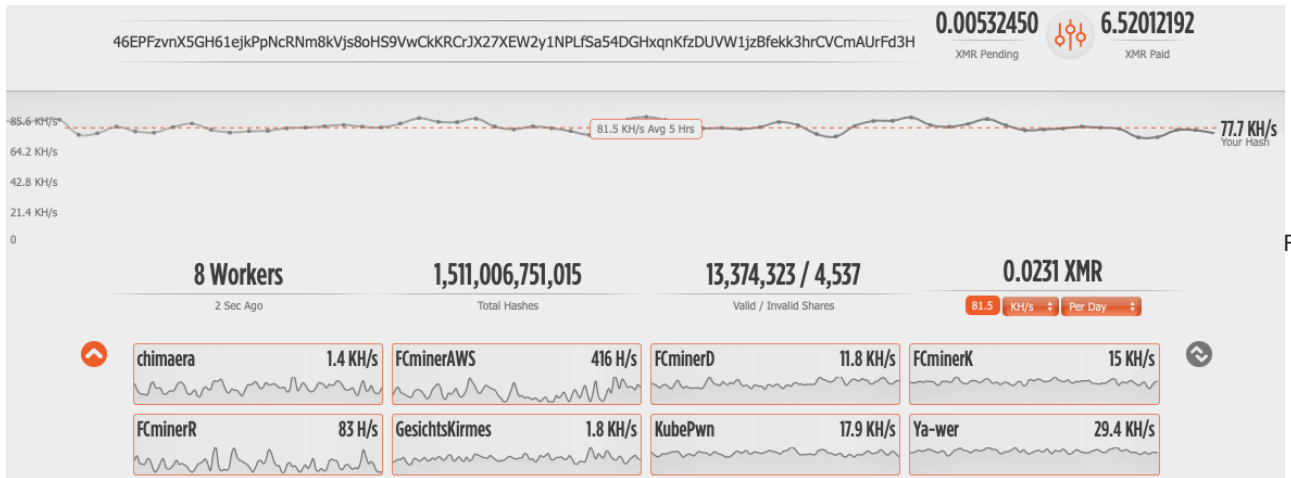 46EPFzvnX5GH61ejkPpNcRNm8kVjs8oHS9VwCkKRCrJX27XEW2y1NPLfSa54DGHxqnKfzDUVW1jzBfekk3hrCVCmAUrFd3H
0.00532450
XMR Pending
6.52012192
XMR Paid
85.6 KH/s
64.2 KH/s
42.8 KH/s
21.4 KH/s
0
81.5 KH/s Avg 5 Hrs
77.7 KH/s
Your Hash
F
8 Workers
2 Sec Ago
1,511,006,751,015
Total Hashes
13,374,323 / 4,537
Valid / Invalid Shares
0.0231 XMR
81.5 KH/s Per Day
chimaera 1.4 KH/s
FCminerAWS 416 H/s
FCminerD 11.8 KH/s
FCminerK 15 KH/s
FCminerR 83 H/s
GesichtsKirmes 1.8 KH/s
KubePwn 17.9 KH/s
Ya-wer 29.4 KH/s